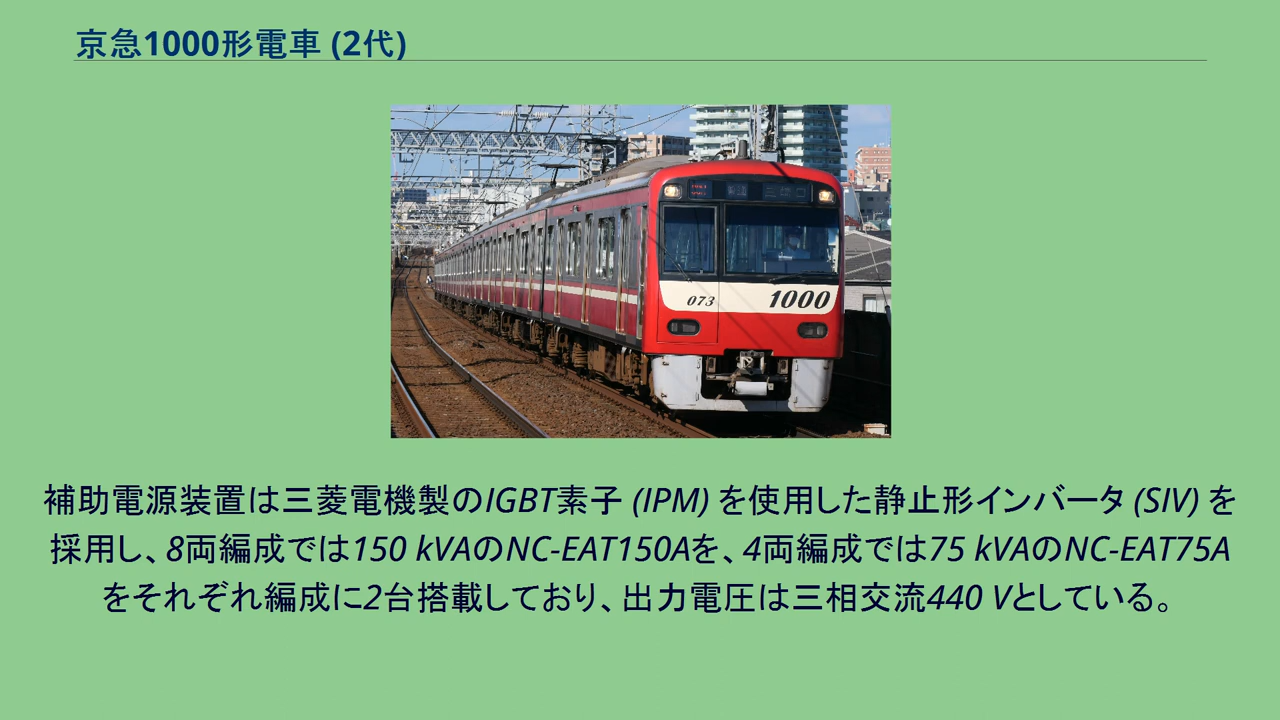 京急1000形電車 (2代)
073 1000
補助電源装置は三菱電機製のIGBT素子 (IPM) を使用した静止形インバータ (SIV) を
採用し、8両編成では150 kVAのNC-EAT150Aを、4両編成では75 kVAのNC-EAT75A
をそれぞれ編成に2台搭載しており、出力電圧は三相交流440 Vとしている。